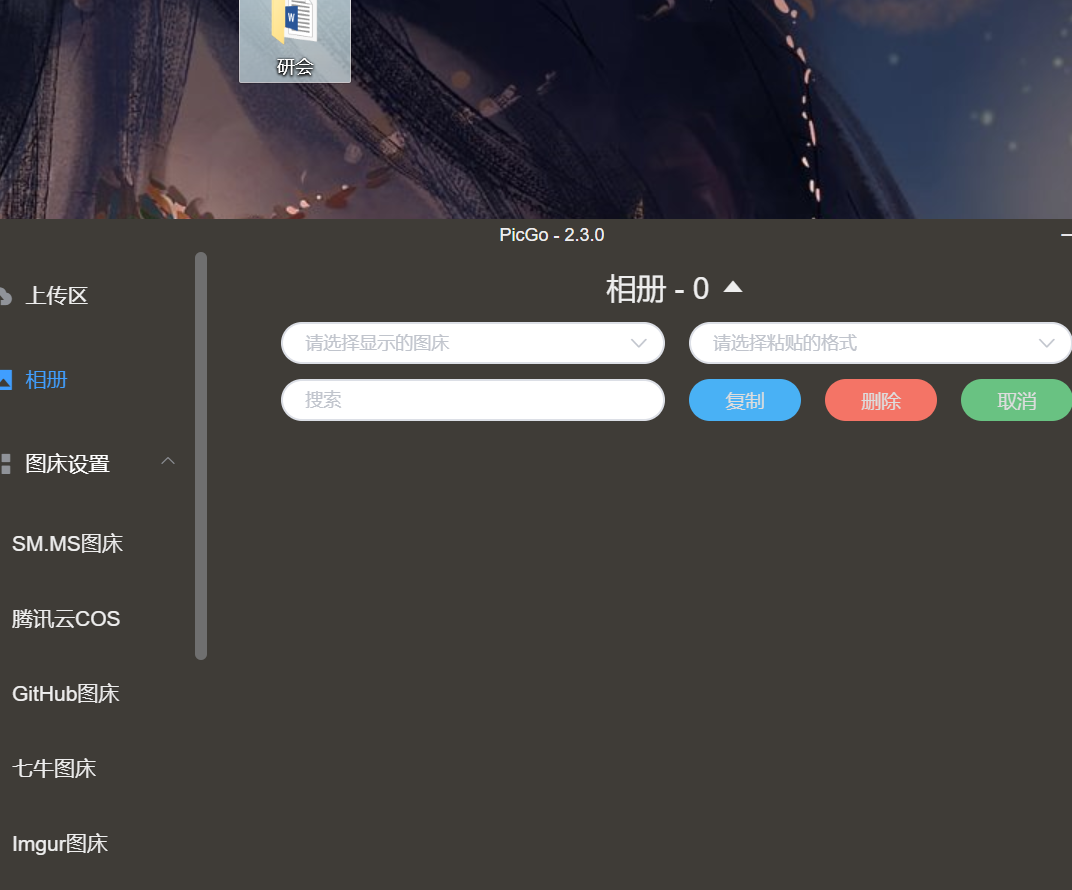 研会
PicGo - 2.3.0
上传区
相册
图床设置
SM.MS图床
腾讯云COS
GitHub图床
七牛图床
Imgur图床
相册 - 0
请选择显示的图床
请选择粘贴的格式
搜索
复制
删除
取消